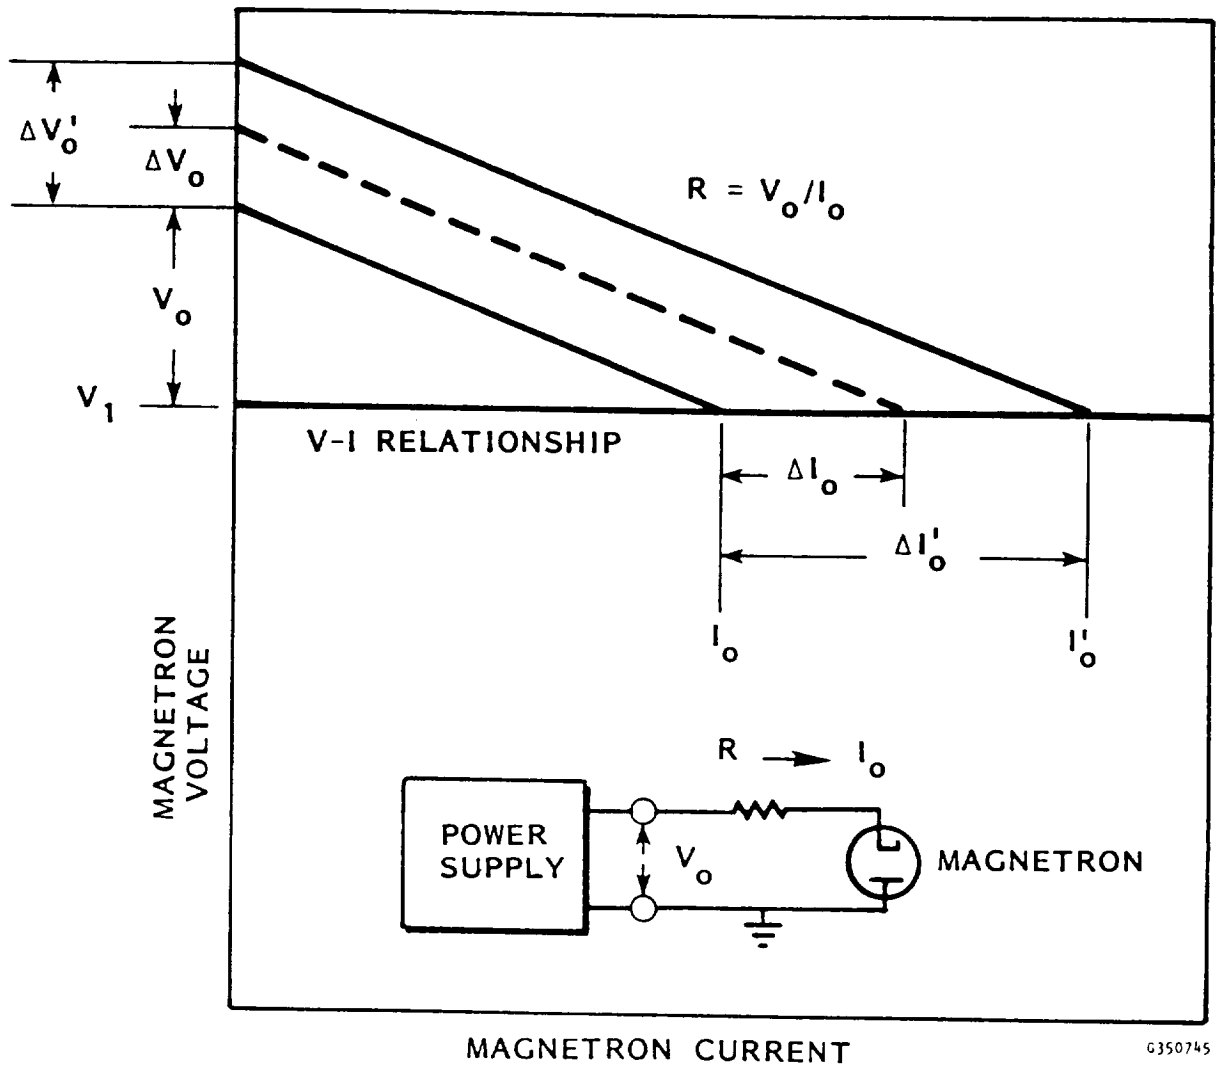 ΔV₀'
ΔV₀
R = V₀/I₀
V₀
V₁
V-I RELATIONSHIP
ΔI₀
ΔI₀'
I₀
I₀'
MAGNETRON
VOLTAGE
R → I₀
POWER
SUPPLY
V₀
MAGNETRON
MAGNETRON CURRENT
G350745